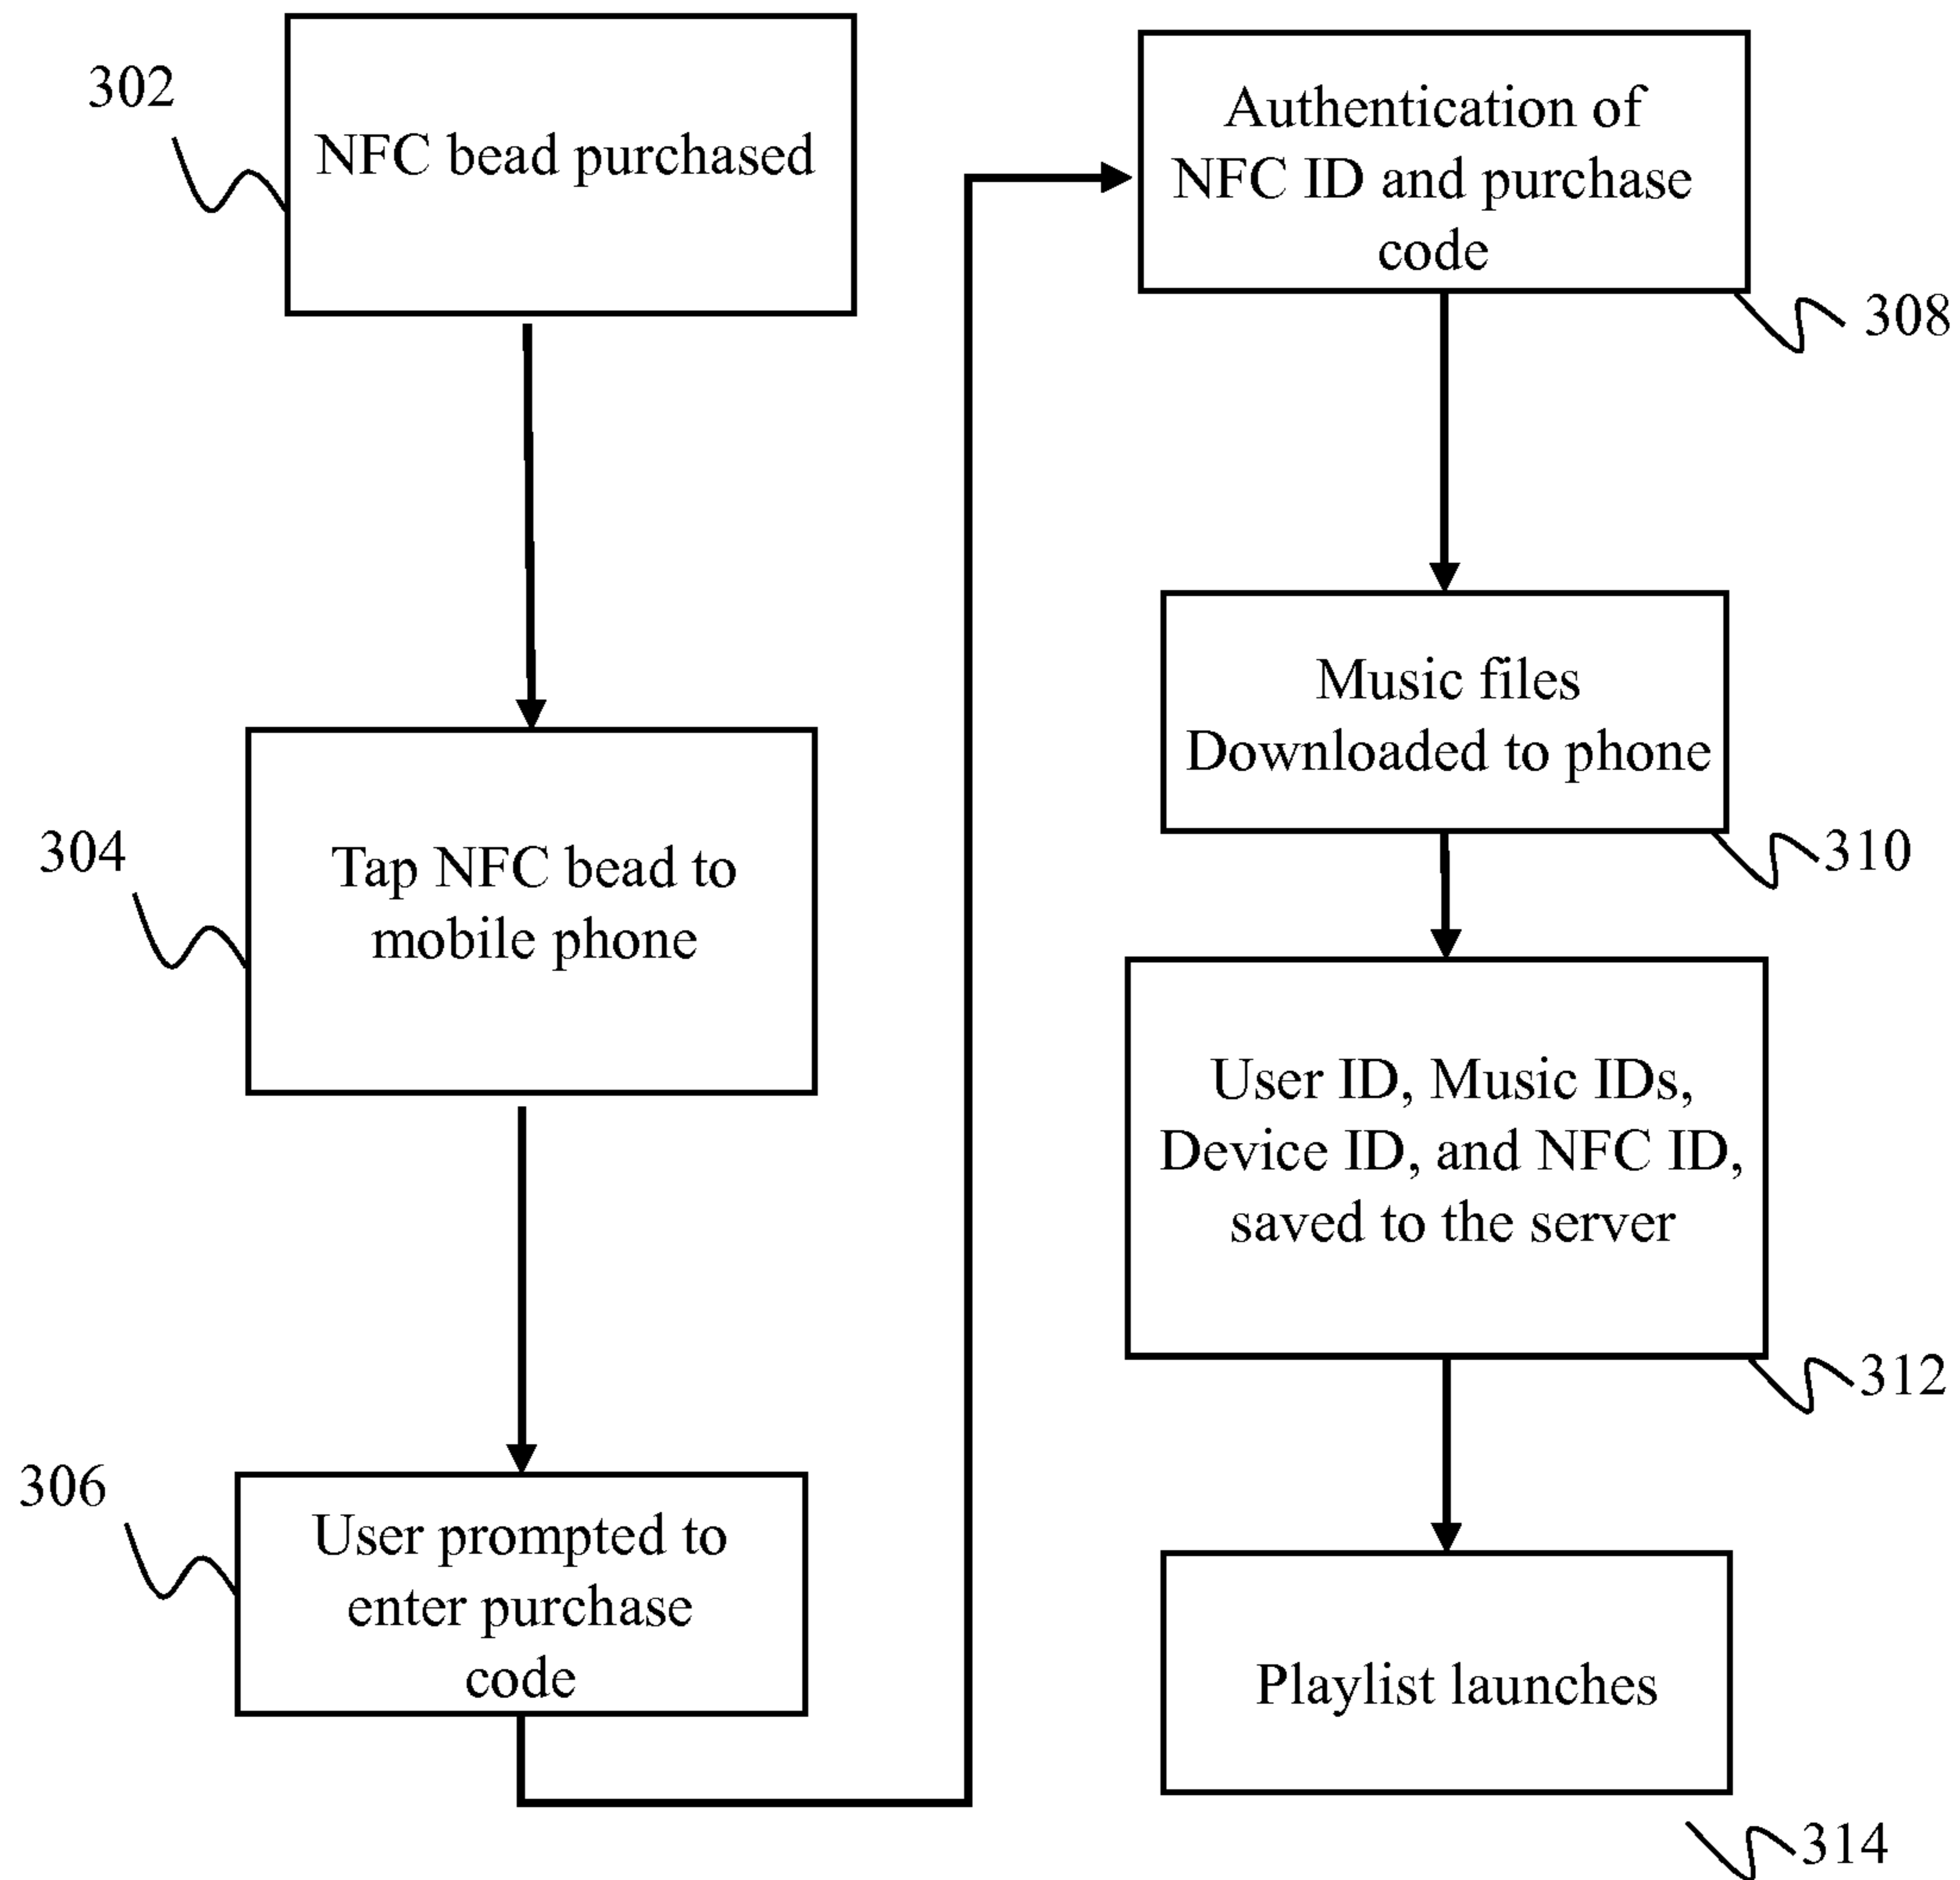 302
NFC bead purchased
304
Tap NFC bead to
mobile phone
306
User prompted to
enter purchase
code
Authentication of
NFC ID and purchase
code
308
Music files
Downloaded to phone
310
User ID, Music IDs,
Device ID, and NFC ID,
saved to the server
312
Playlist launches
314